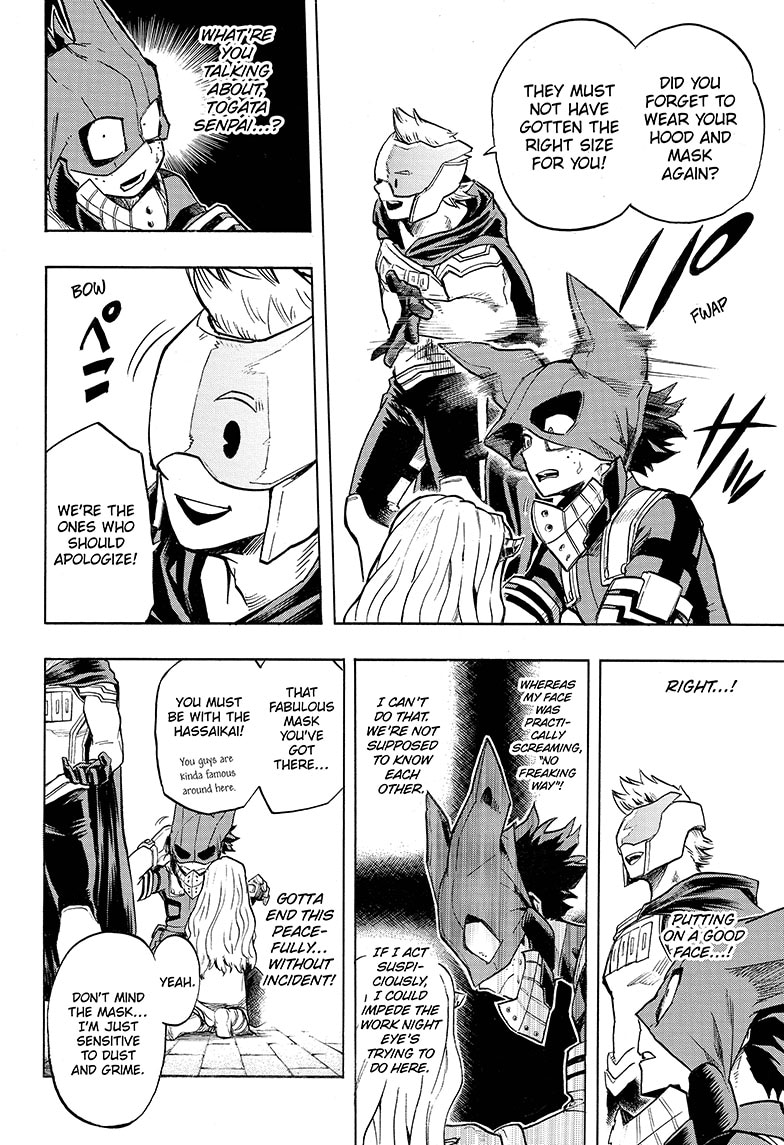 DID YOU
FORGET TO
WEAR YOUR
HOOD AND
MASK
AGAIN?
THEY MUST
NOT HAVE
GOTTEN THE
RIGHT SIZE
FOR YOU!
FWAP
WHAT'RE
YOU
TALKING
ABOUT,
TOGATA
SENPAI...?
BOW
ペコ
WE'RE THE
ONES WHO
SHOULD
APOLOGIZE!
RIGHT...!
PUTTING
ON A GOOD
FACE...!
WHEREAS
MY FACE
WAS
PRACTI-
CALLY
SCREAMING,
"NO
FREAKING
WAY"!
I CAN'T
DO THAT.
WE'RE NOT
SUPPOSED
TO KNOW
EACH
OTHER.
IF I ACT
SUSPI-
CIOUSLY,
I COULD
IMPEDE THE
WORK NIGHT
EYE'S
TRYING TO
DO HERE.
THAT
FABULOUS
MASK
YOU'VE
GOT
THERE...
YOU MUST
BE WITH THE
HASSAIKAI!
You guys are
kinda famous
around here.
GOTTA
END THIS
PEACE-
FULLY...
WITHOUT
INCIDENT!
YEAH.
DON'T MIND
THE MASK...
I'M JUST
SENSITIVE
TO DUST
AND GRIME.